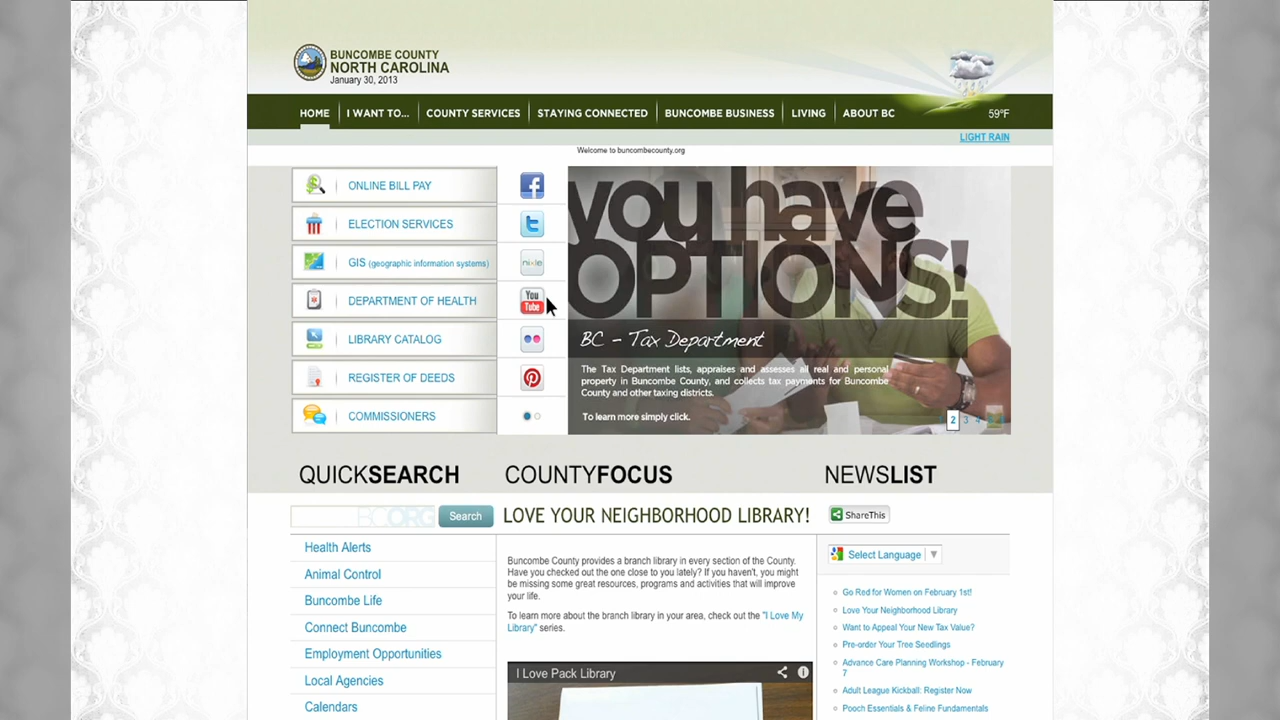 BUNCOMBE COUNTY
NORTH CAROLINA
January 30, 2013
HOME
I WANT TO...
COUNTY SERVICES
STAYING CONNECTED
BUNCOMBE BUSINESS
LIVING
ABOUT BC
59°F
LIGHT RAIN
Welcome to buncombecounty.org
ONLINE BILL PAY
ELECTION SERVICES
GIS (geographic information systems)
DEPARTMENT OF HEALTH
LIBRARY CATALOG
REGISTER OF DEEDS
COMMISSIONERS
nixle
You
Tube
you have
OPTIONS!
BC - Tax Department
The Tax Department lists, appraises and assesses all real and personal
property in Buncombe County, and collects tax payments for Buncombe
County and other taxing districts.
To learn more simply click.
2 3 4
QUICKSEARCH
COUNTYFOCUS
NEWSLIST
BC.ORG
Search
LOVE YOUR NEIGHBORHOOD LIBRARY!
ShareThis
Health Alerts
Animal Control
Buncombe Life
Connect Buncombe
Employment Opportunities
Local Agencies
Calendars
Buncombe County provides a branch library in every section of the County.
Have you checked out the one close to you lately? If you haven't, you might
be missing some great resources, programs and activities that will improve
your life.
To learn more about the branch library in your area, check out the "I Love My
Library" series.
I Love Pack Library
Select Language
Go Red for Women on February 1st!
Love Your Neighborhood Library
Want to Appeal Your New Tax Value?
Pre-order Your Tree Seedlings
Advance Care Planning Workshop - February
7
Adult League Kickball: Register Now
Pooch Essentials & Feline Fundamentals